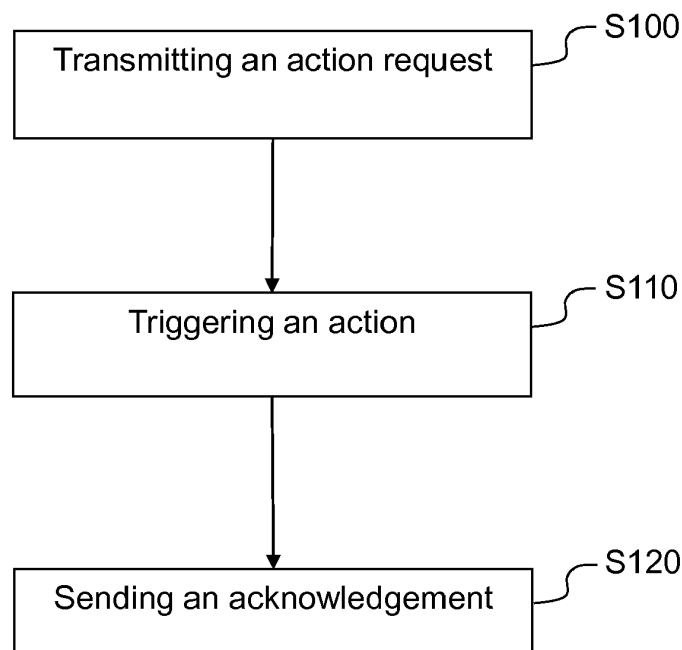 S100
Transmitting an action request
S110
Triggering an action
S120
Sending an acknowledgement